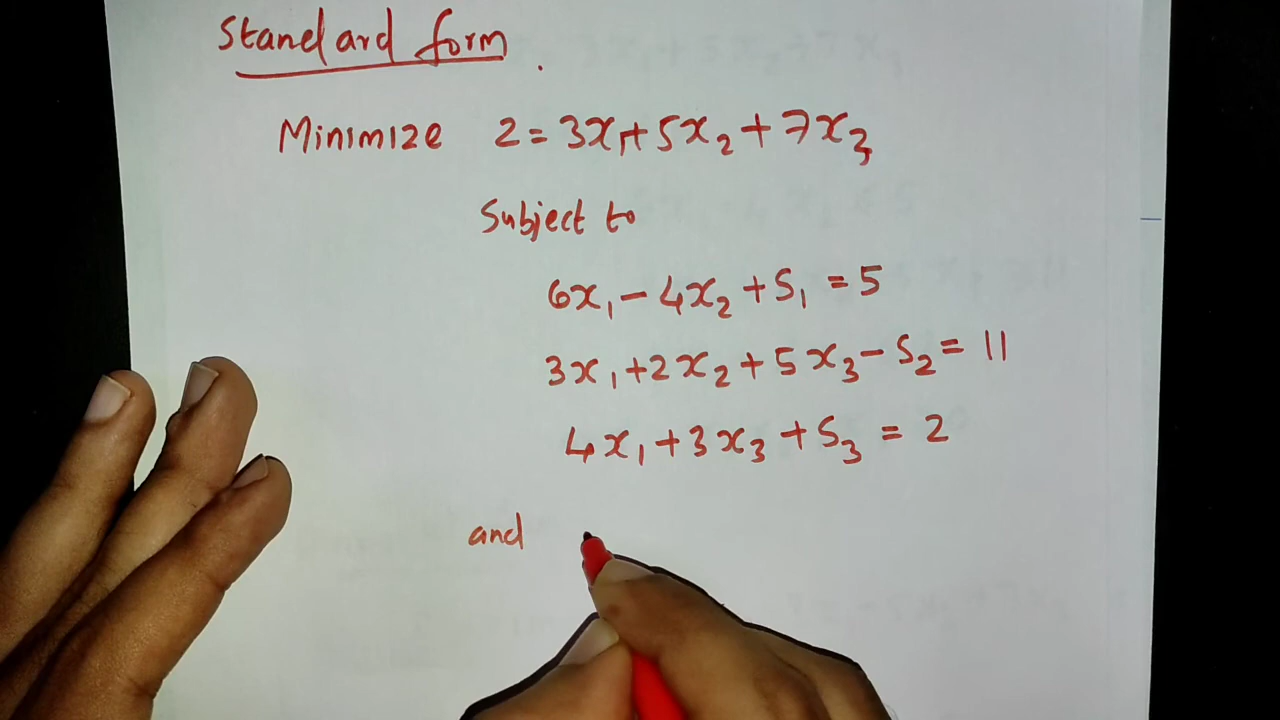 Standard form
Minimize Z = 3x₁ + 5x₂ + 7x₃
Subject to
6x₁ - 4x₂ + S₁ = 5
3x₁ + 2x₂ + 5x₃ - S₂ = 11
4x₁ + 3x₃ + S₃ = 2
and